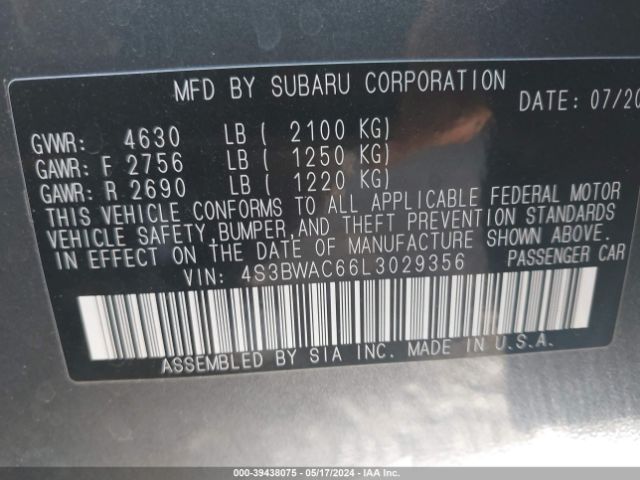 MFD BY SUBARU CORPORATION
DATE: 07/20
GVWR: 4630 LB ( 2100 KG)
GAWR: F 2756 LB ( 1250 KG)
GAWR: R 2690 LB ( 1220 KG)
THIS VEHICLE CONFORMS TO ALL APPLICABLE FEDERAL MOTOR
VEHICLE SAFETY BUMPER, AND THEFT PREVENTION STANDARDS
IN EFFECT ON THE DATE OF MANUFACTURE SHOWN ABOVE.
VIN: 4S3BWAC66L3029356 PASSENGER CAR
ASSEMBLED BY SIA INC. MADE IN U.S.A.
000-39438075 - 05/17/2024 - IAA Inc.